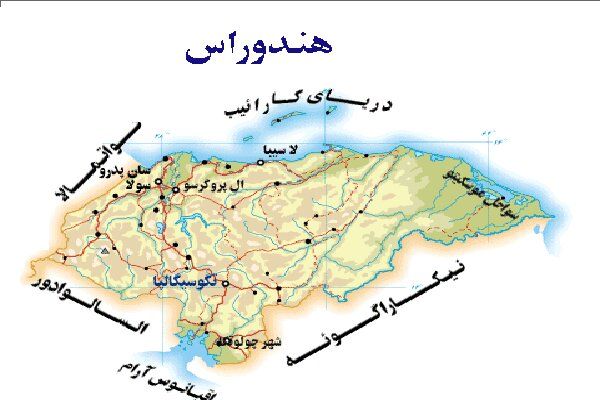 هندوراس
دریای کارائیب
گواتمالا
لا سیبا
سان پدرو
سولا
ال پروگرسو
سواحل موسکیتو
تگوسیگالپا
السالوادور
نیکاراگوئه
شهر چولوتکا
اقیانوس آرام